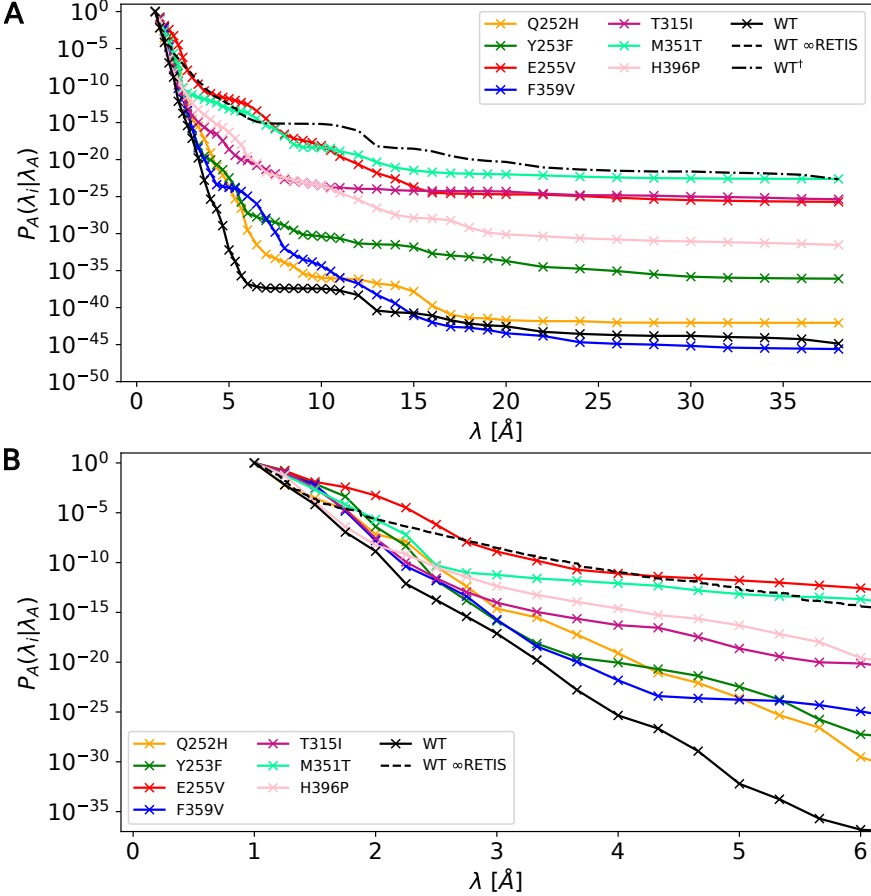 A
10^0
10^-5
10^-10
10^-15
10^-20
10^-25
10^-30
10^-35
10^-40
10^-45
10^-50
P_A(λ_i|λ_A)
Q252H
Y253F
E255V
F359V
T315I
M351T
H396P
WT
WT ∞RETIS
WT†
0 5 10 15 20 25 30 35
λ [Å]
B
10^0
10^-5
10^-10
10^-15
10^-20
10^-25
10^-30
10^-35
P_A(λ_i|λ_A)
Q252H
Y253F
E255V
F359V
T315I
M351T
H396P
WT
WT ∞RETIS
0 1 2 3 4 5 6
λ [Å]